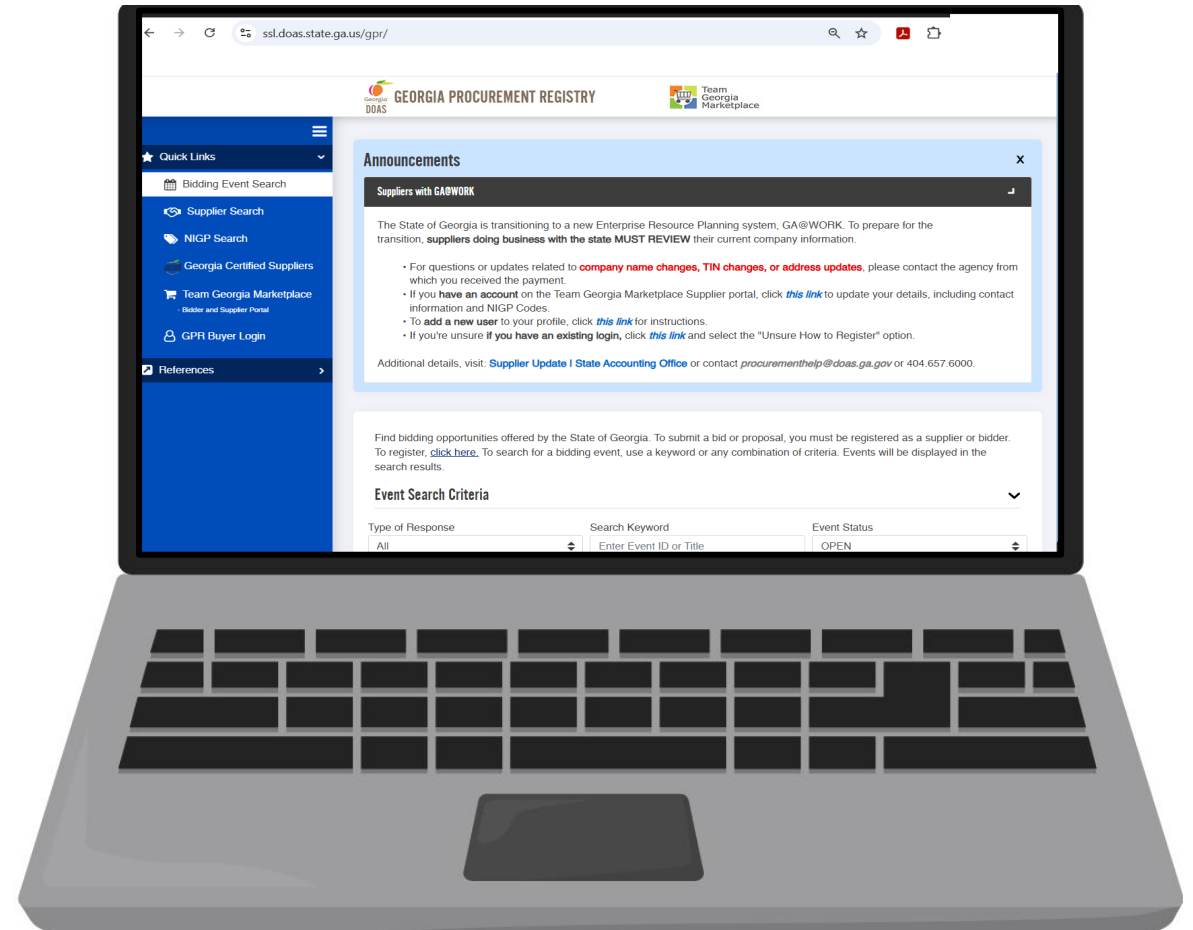 ssl.doas.state.ga.us/gpr/
Georgia
DOAS
GEORGIA PROCUREMENT REGISTRY
Team
Georgia
Marketplace
Quick Links
Bidding Event Search
Supplier Search
NIGP Search
Georgia Certified Suppliers
Team Georgia Marketplace
- Bidder and Supplier Portal
GPR Buyer Login
References
Announcements
X
Suppliers with GA@WORK
The State of Georgia is transitioning to a new Enterprise Resource Planning system, GA@WORK. To prepare for the
transition, suppliers doing business with the state MUST REVIEW their current company information.
• For questions or updates related to company name changes, TIN changes, or address updates, please contact the agency from
which you received the payment.
• If you have an account on the Team Georgia Marketplace Supplier portal, click this link to update your details, including contact
information and NIGP Codes.
• To add a new user to your profile, click this link for instructions.
• If you're unsure if you have an existing login, click this link and select the "Unsure How to Register" option.
Additional details, visit: Supplier Update I State Accounting Office or contact procurementhelp@doas.ga.gov or 404.657.6000.
Find bidding opportunities offered by the State of Georgia. To submit a bid or proposal, you must be registered as a supplier or bidder.
To register, click here. To search for a bidding event, use a keyword or any combination of criteria. Events will be displayed in the
search results.
Event Search Criteria
Type of Response
Search Keyword
Event Status
All
Enter Event ID or Title
OPEN